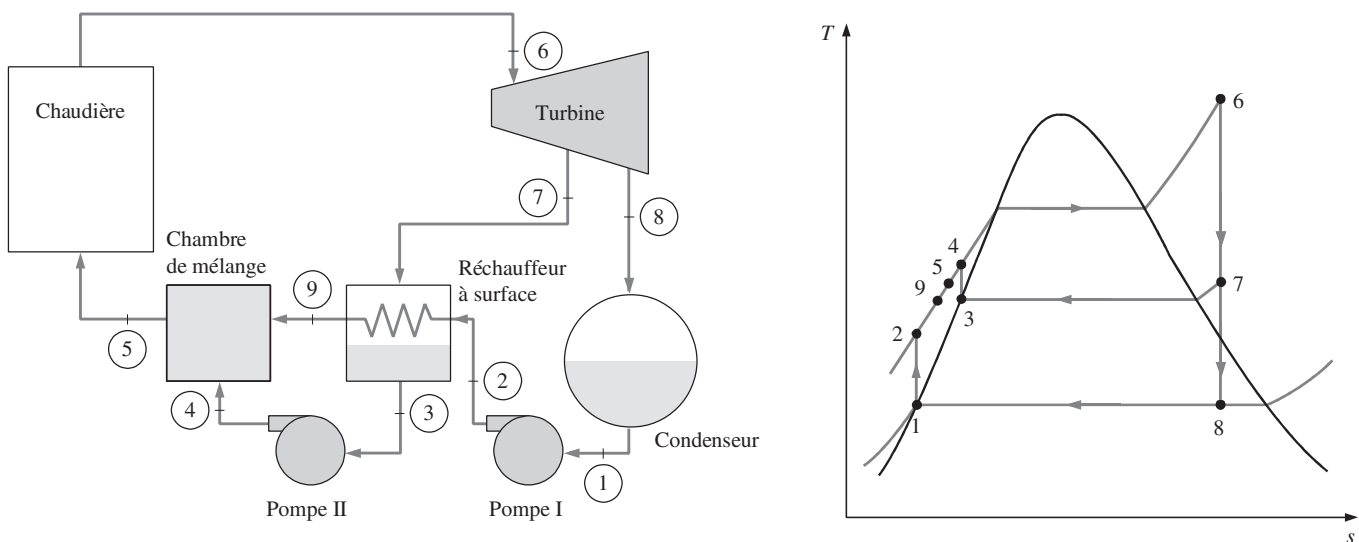 6
Chaudière
Turbine
7
8
Chambre
de mélange
9
Réchauffeur
à surface
5
2
4
3
1
Condenseur
Pompe II
Pompe I
T
6
4
5
9
7
2
3
1
8
s